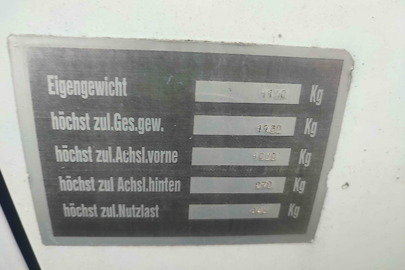 Eigengewicht Kg
höchst zul.Ges.gew. Kg
höchst zul.Achsl.vorne Kg
höchst zul Achsl.hinten Kg
höchst zul.Nutzlast Kg